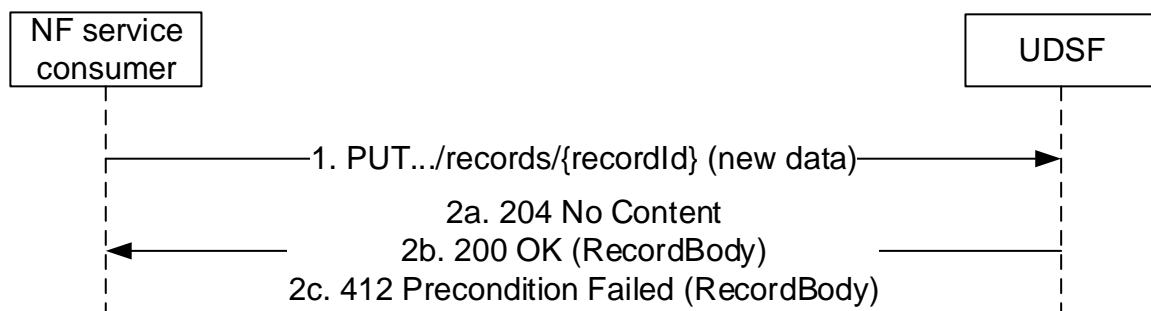 NF service
consumer
UDSF
1. PUT.../records/{recordId} (new data)
2a. 204 No Content
2b. 200 OK (RecordBody)
2c. 412 Precondition Failed (RecordBody)